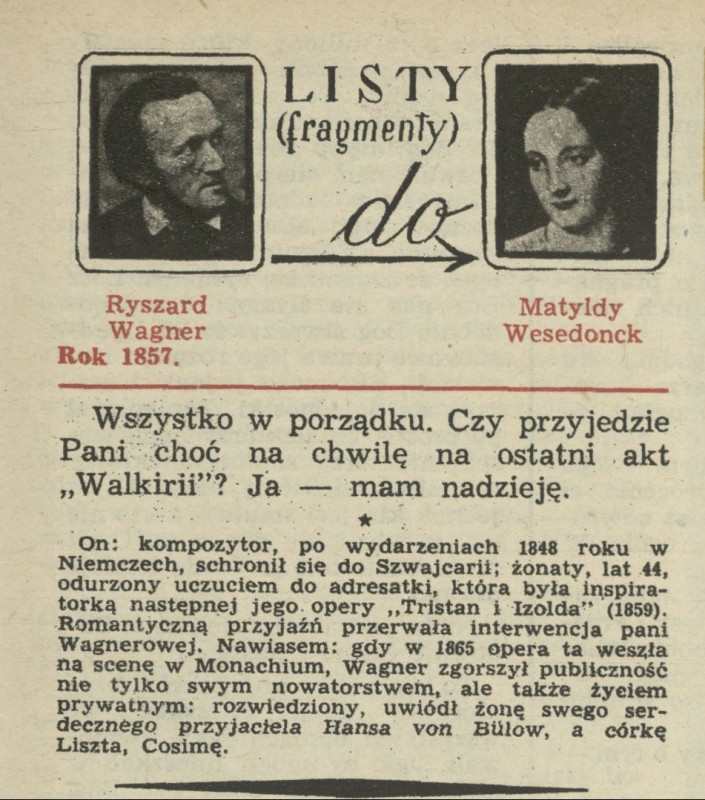 LISTY
(fragmenty)
do
Ryszard
Wagner
Rok 1857.
Matyldy
Wesedonck
Wszystko w porządku. Czy przyjedzie
Pani choć na chwilę na ostatni akt
„Walkirii”? Ja — mam nadzieję.
★
On: kompozytor, po wydarzeniach 1848 roku w
Niemczech, schronił się do Szwajcarii; żonaty, lat 44,
odurzony uczuciem do adresatki, która była inspira-
torką następnej jego opery „Tristan i Izolda” (1859).
Romantyczną przyjaźń przerwała interwencja pani
Wagnerowej. Nawiasem: gdy w 1865 opera ta weszła
na scenę w Monachium, Wagner zgorszył publiczność
nie tylko swym nowatorstwem, ale także życiem
prywatnym: rozwiedziony, uwiódł żonę swego ser-
decznego przyjaciela Hansa von Bülow, a córkę
Liszta, Cosimę.